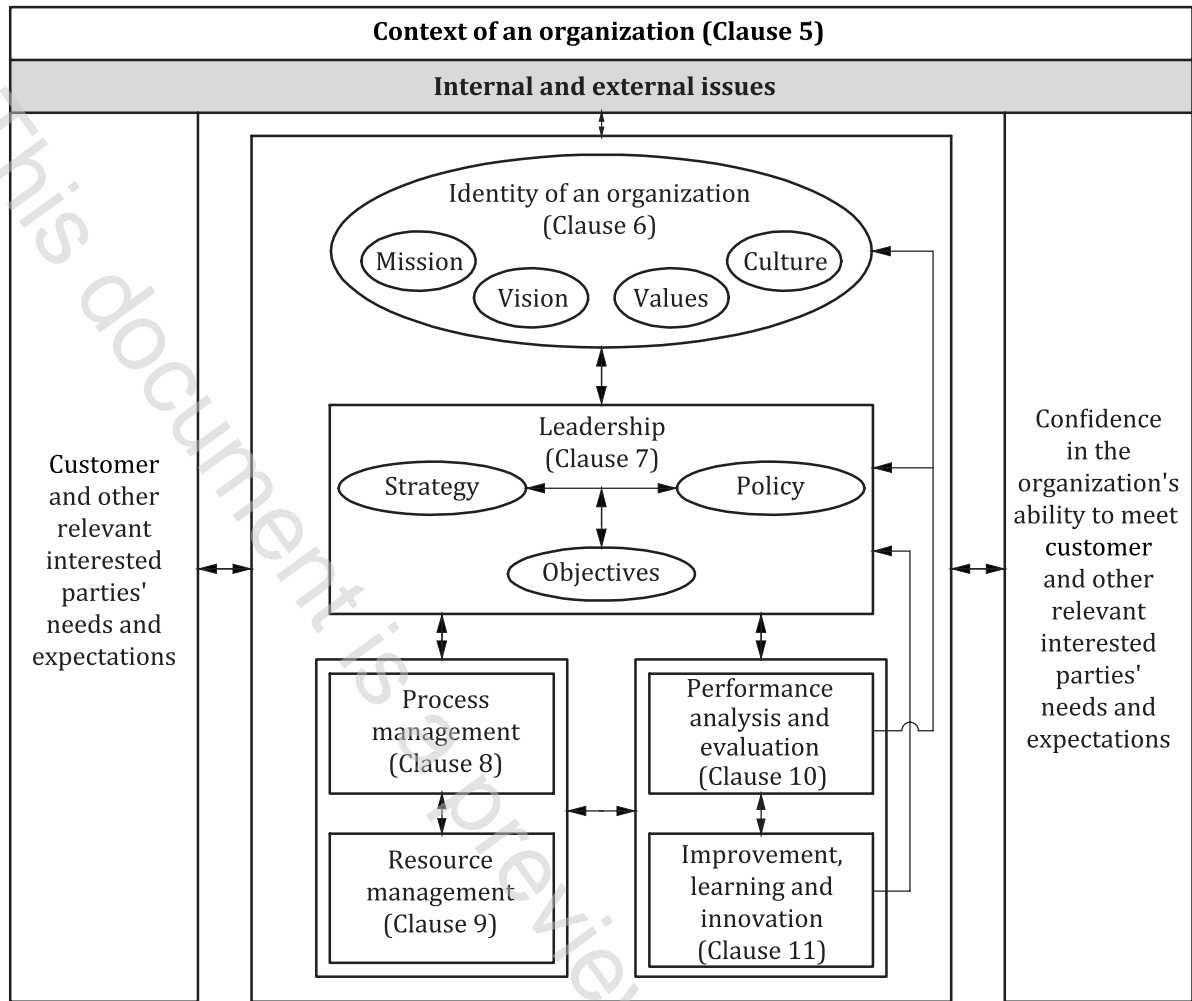 Context of an organization (Clause 5)
Internal and external issues
Identity of an organization
(Clause 6)
Mission
Vision
Values
Culture
Leadership
(Clause 7)
Strategy
Policy
Objectives
Customer
and other
relevant
interested
parties'
needs and
expectations
Confidence
in the
organization's
ability to meet
customer
and other
relevant
interested
parties'
needs and
expectations
Process
management
(Clause 8)
Resource
management
(Clause 9)
Performance
analysis and
evaluation
(Clause 10)
Improvement,
learning and
innovation
(Clause 11)
This document is a preview